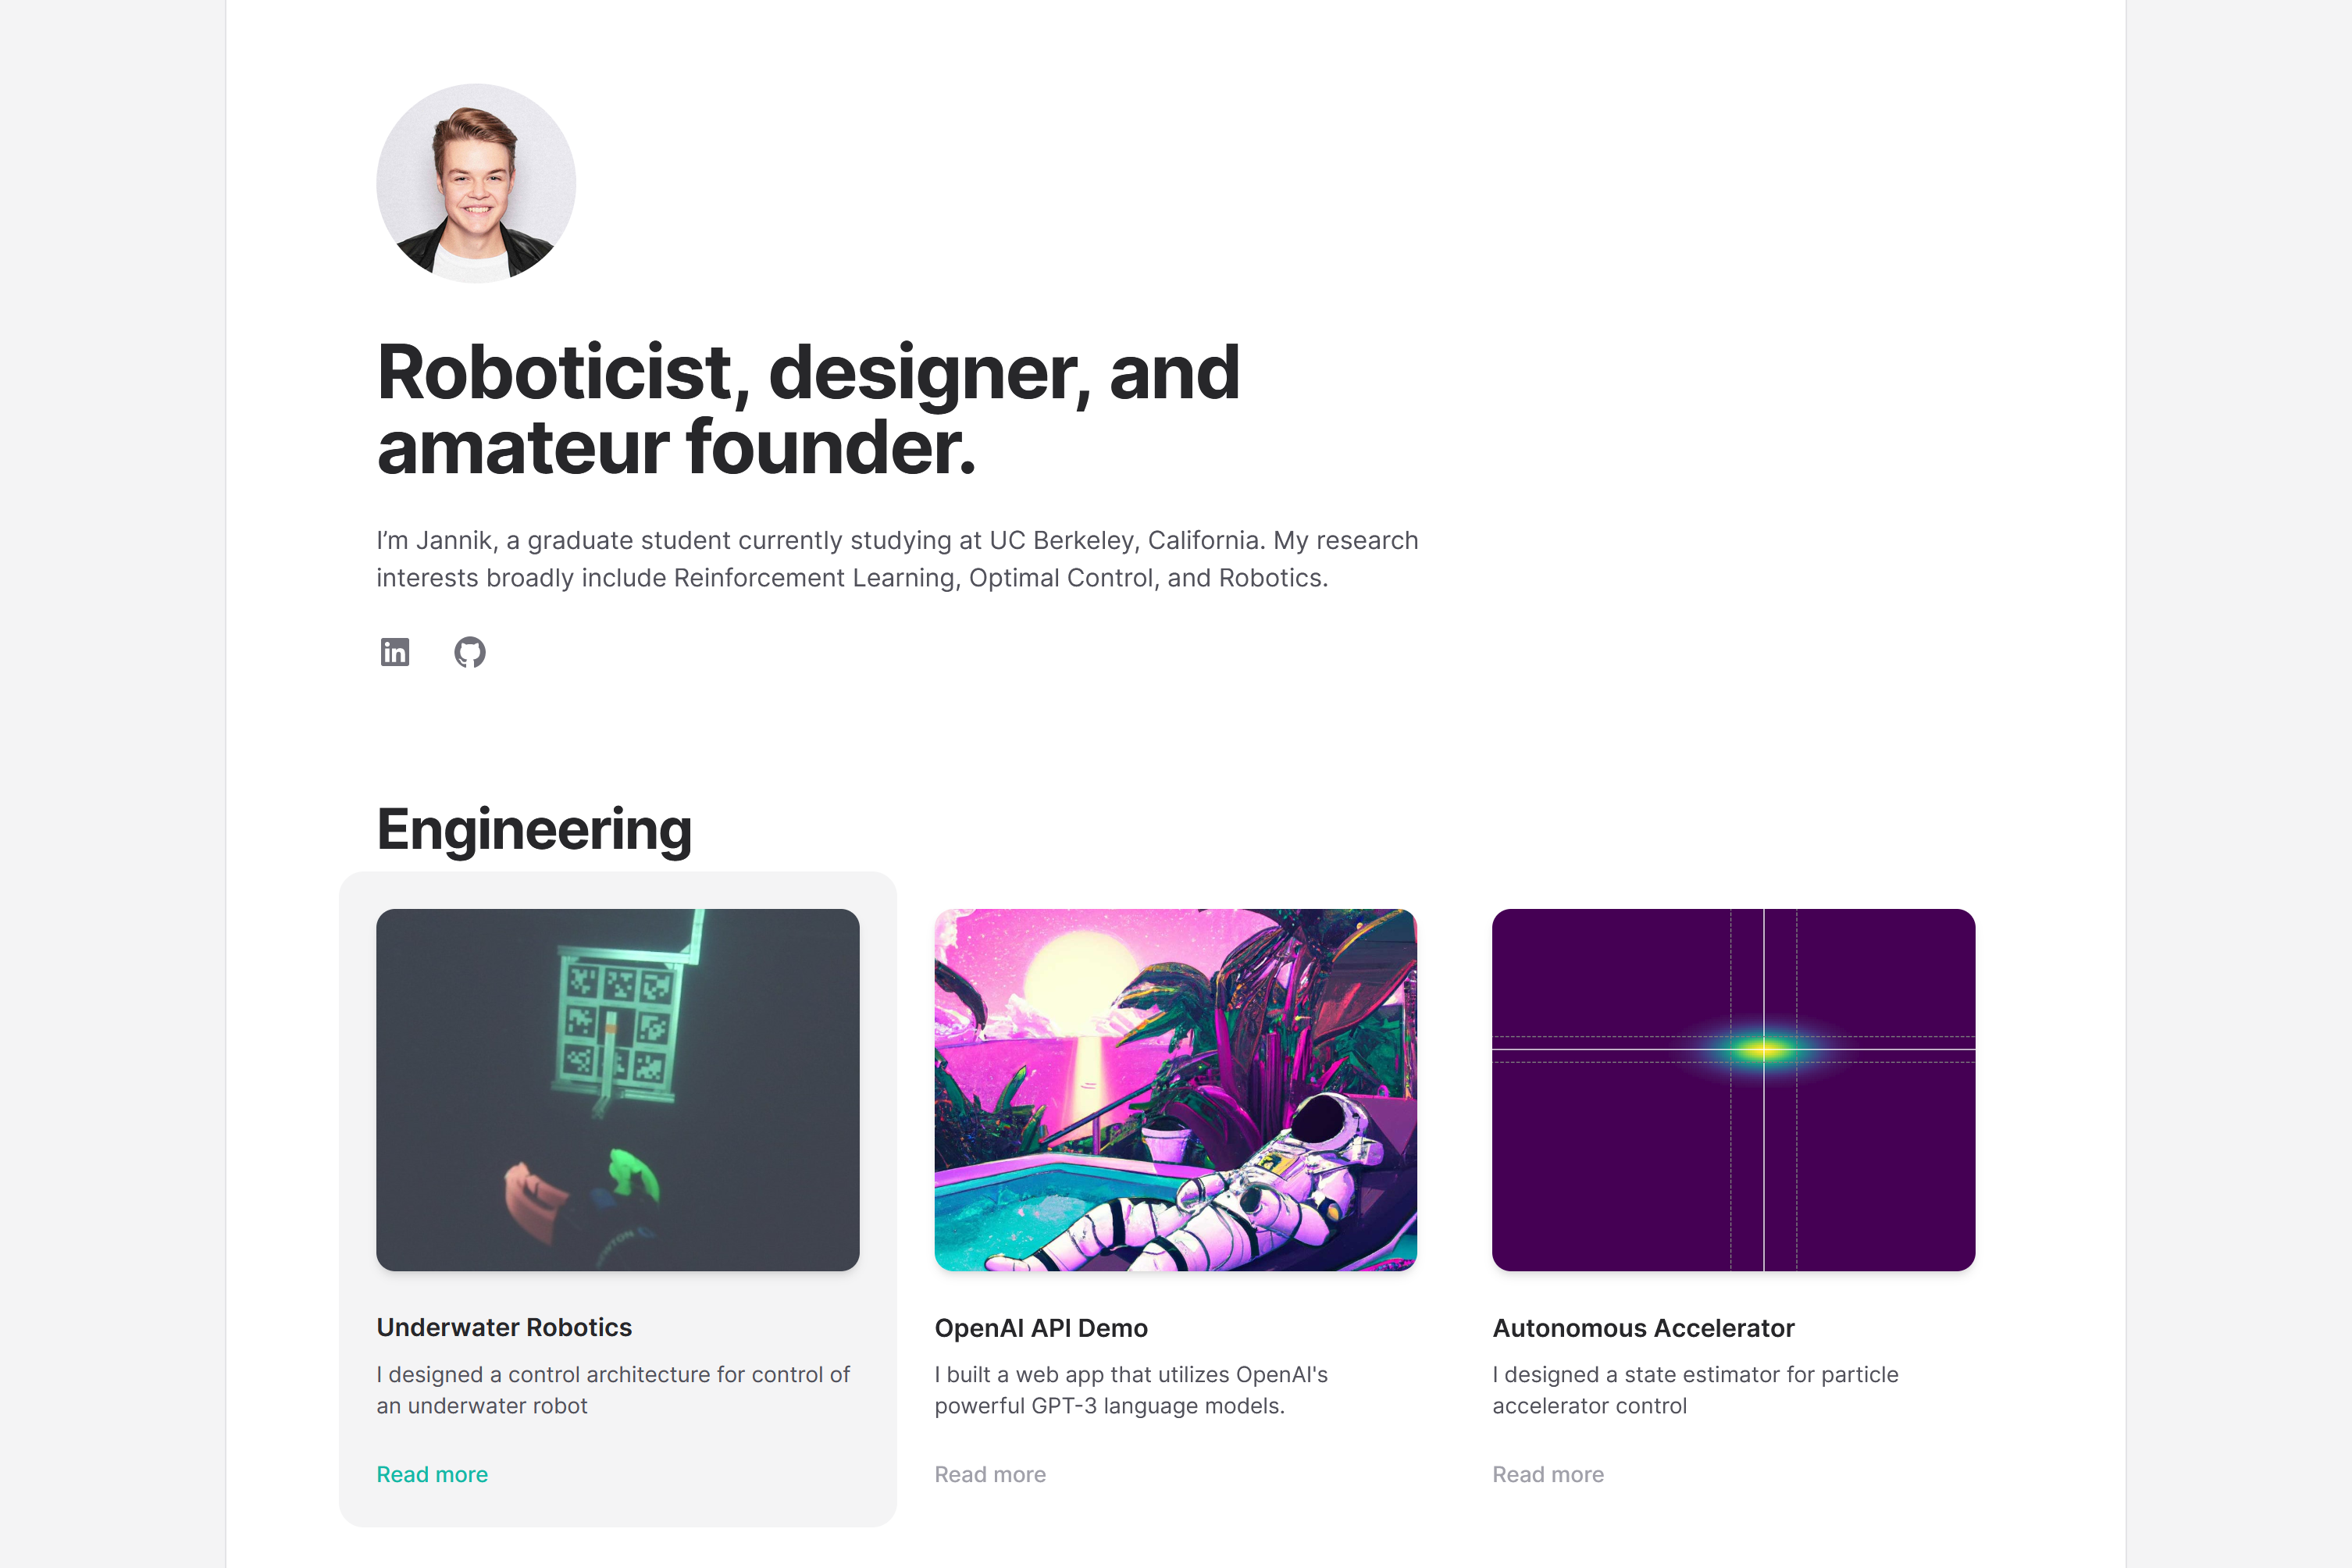 Roboticist, designer, and
amateur founder.
I’m Jannik, a graduate student currently studying at UC Berkeley, California. My research
interests broadly include Reinforcement Learning, Optimal Control, and Robotics.
in
Engineering
Underwater Robotics
I designed a control architecture for control of
an underwater robot
Read more
OpenAI API Demo
I built a web app that utilizes OpenAI's
powerful GPT-3 language models.
Read more
Autonomous Accelerator
I designed a state estimator for particle
accelerator control
Read more